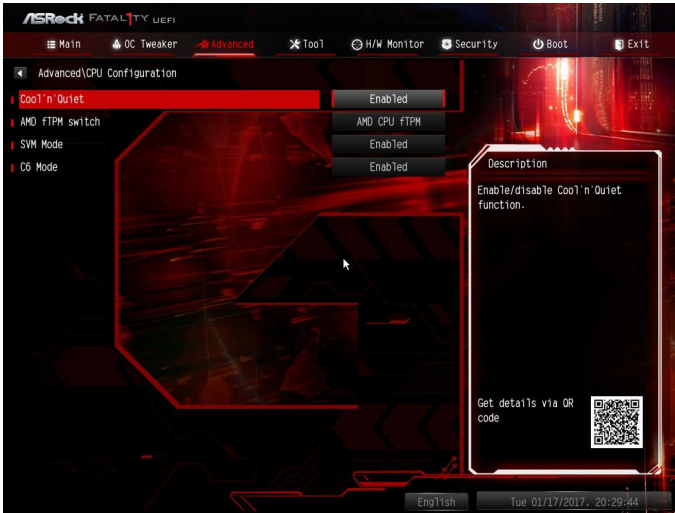 ASRock FATAL1TY UEFI
Main OC Tweaker Advanced Tool H/W Monitor Security Boot Exit
Advanced\CPU Configuration
Cool'n'Quiet Enabled
AMD fTPM switch AMD CPU fTPM
SVM Mode Enabled
C6 Mode Enabled
Description
Enable/disable Cool'n'Quiet
function.
Get details via QR
code
English Tue 01/17/2017, 20:29:44